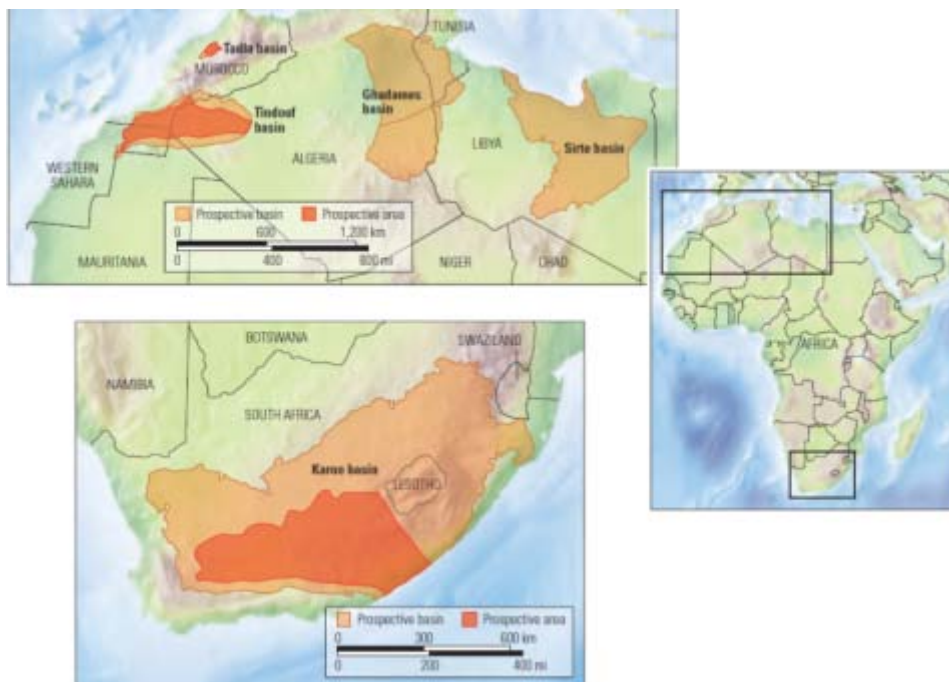 TUNISIA
Tadla basin
MOROCCO
Ghadames
basin
Tindouf
basin
LIBYA
Sirte basin
ALGERIA
WESTERN
SAHARA
Prospective basin Prospective area
0 600 1,200 km
0 400 800 mi
MAURITANIA
NIGER
CHAD
AFRICA
BOTSWANA
SWAZILAND
NAMIBIA
SOUTH AFRICA
Karoo basin
LESOTHO
Prospective basin Prospective area
0 300 600 km
0 200 400 mi